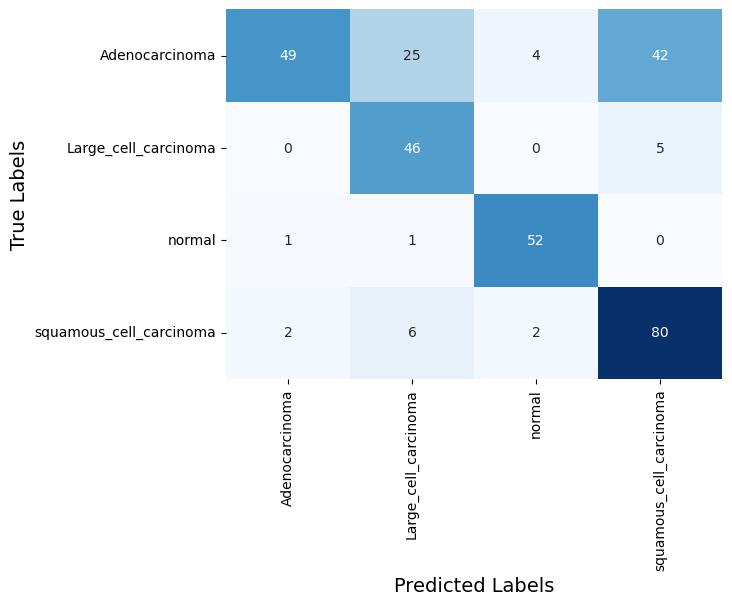 Adenocarcinoma 49 25 4 42
Large_cell_carcinoma 0 46 0 5
normal 1 1 52 0
squamous_cell_carcinoma 2 6 2 80
True Labels
Adenocarcinoma
Large_cell_carcinoma
normal
squamous_cell_carcinoma
Predicted Labels